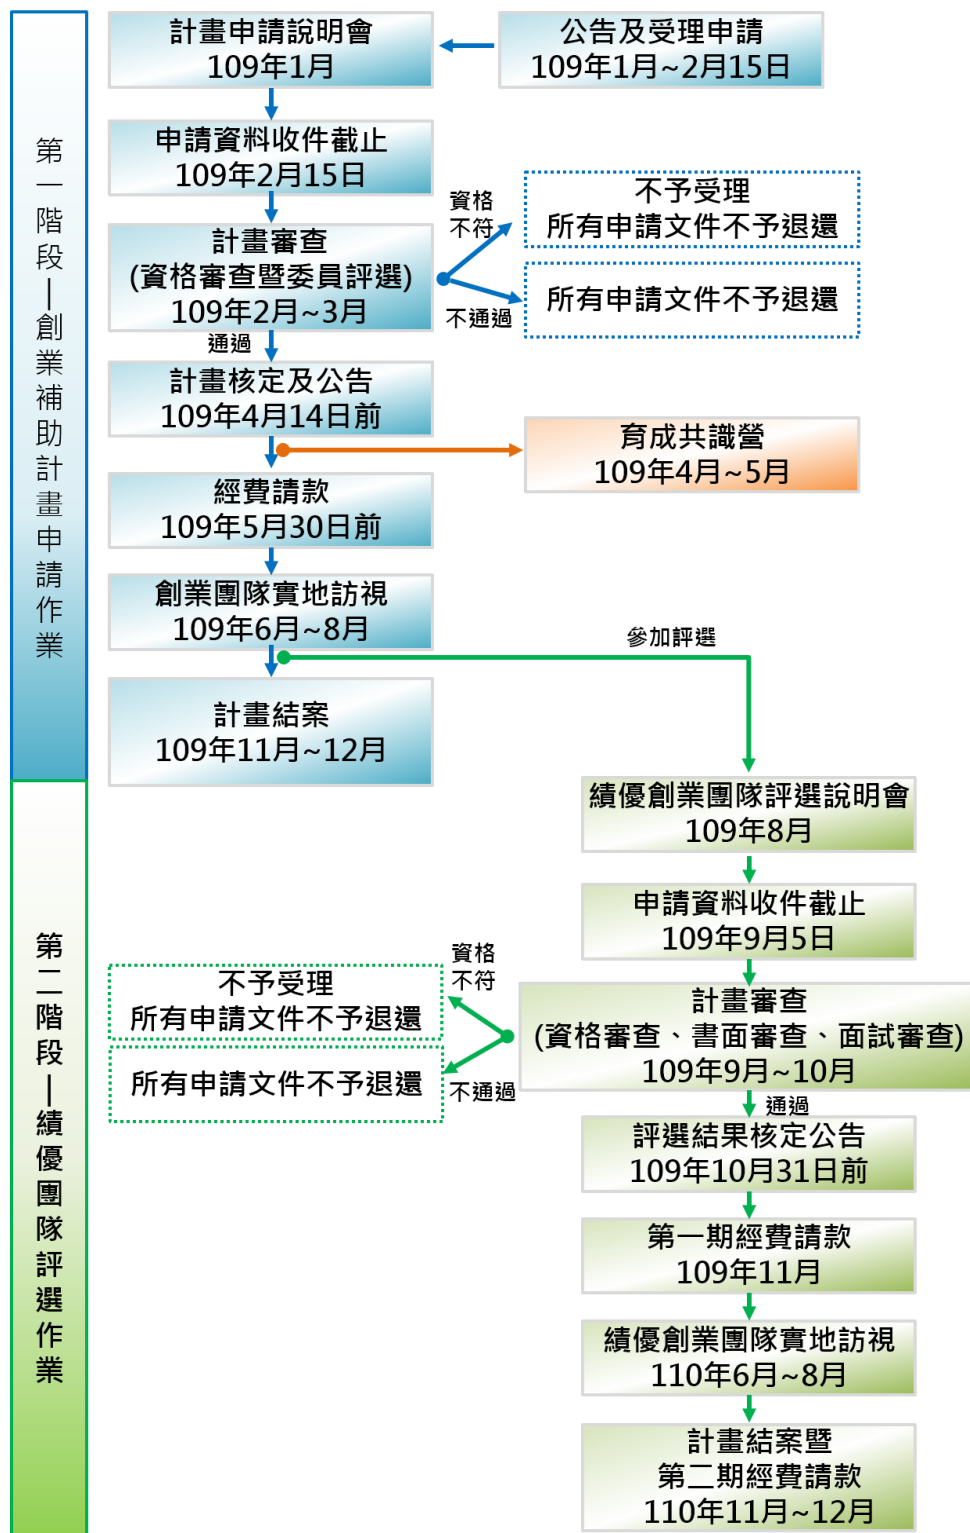 第一階段—創業補助計畫申請作業
計畫申請說明會
109年1月
公告及受理申請
109年1月~2月15日
申請資料收件截止
109年2月15日
計畫審查
(資格審查暨委員評選)
109年2月~3月
資格
不符
不予受理
所有申請文件不予退還
不通過
所有申請文件不予退還
通過
計畫核定及公告
109年4月14日前
育成共識營
109年4月~5月
經費請款
109年5月30日前
創業團隊實地訪視
109年6月~8月
參加評選
計畫結案
109年11月~12月
第二階段—績優團隊評選作業
績優創業團隊評選說明會
109年8月
申請資料收件截止
109年9月5日
計畫審查
(資格審查、書面審查、面試審查)
109年9月~10月
資格
不符
不予受理
所有申請文件不予退還
不通過
所有申請文件不予退還
通過
評選結果核定公告
109年10月31日前
第一期經費請款
109年11月
績優創業團隊實地訪視
110年6月~8月
計畫結案暨
第二期經費請款
110年11月~12月